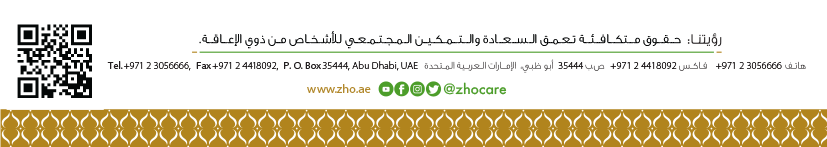 رؤيتنا: حقوق متكافئة تعمق السعادة والتمكين المجتمعي للأشخاص من ذوي الإعاقة.
هاتف +971 2 3056666 فاكس +971 2 4418092 ص.ب 35444 أبو ظبي، الإمارات العربية المتحدة Tel.+971 2 3056666, Fax+971 2 4418092, P. O. Box 35444, Abu Dhabi, UAE
www.zho.ae @zhocare